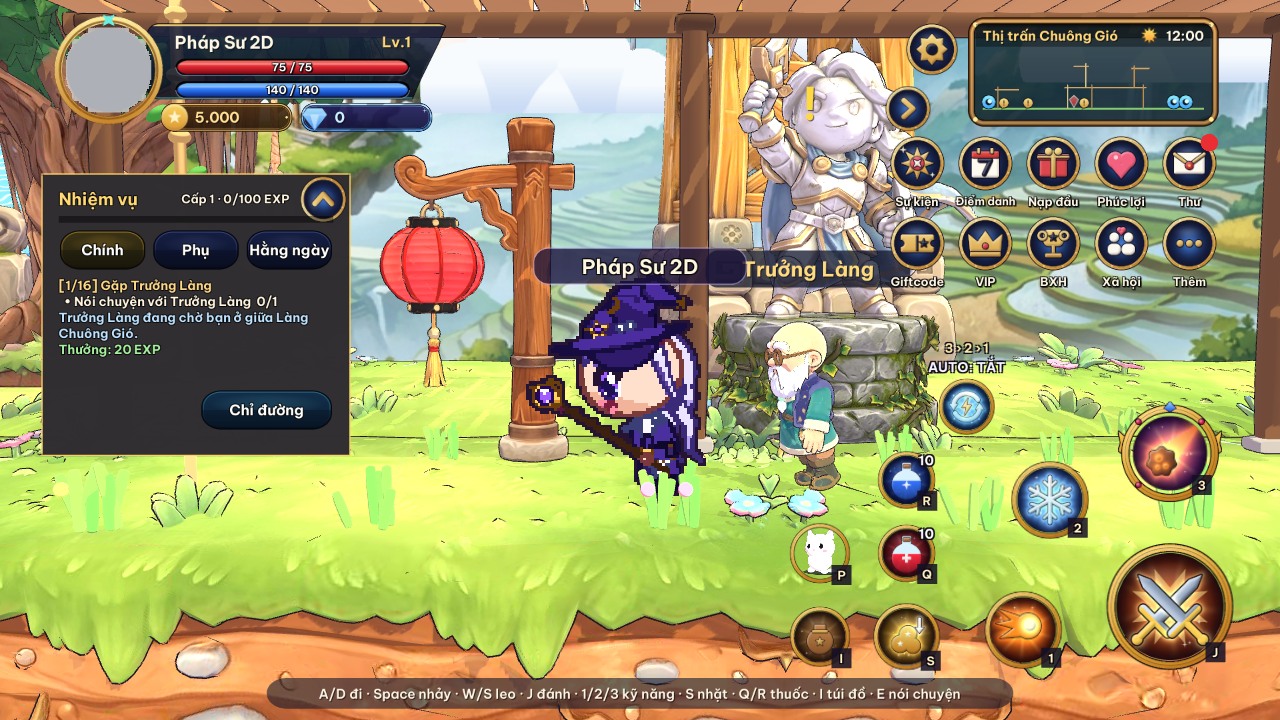 Pháp Sư 2D
Lv.1
75 / 75
140 / 140
5.000
0
Thị trấn Chuông Gió
12:00
Nhiệm vụ
Cấp 1 · 0/100 EXP
Chính
Phụ
Hằng ngày
[1/16] Gặp Trưởng Làng
• Nói chuyện với Trưởng Làng 0/1
Trưởng Làng đang chờ bạn ở giữa Làng
Chuông Gió.
Thưởng: 20 EXP
Chỉ đường
!
7
Sự kiện
Điểm danh
Nạp đầu
Phúc lợi
Thư
Giftcode
VIP
BXH
Xã hội
Thêm
Pháp Sư 2D
Trưởng Làng
3›2›1
AUTO: TẮT
10
R
10
Q
P
3
2
I
S
1
J
A/D đi · Space nhảy · W/S leo · J đánh · 1/2/3 kỹ năng · S nhặt · Q/R thuốc · I túi đồ · E nói chuyện